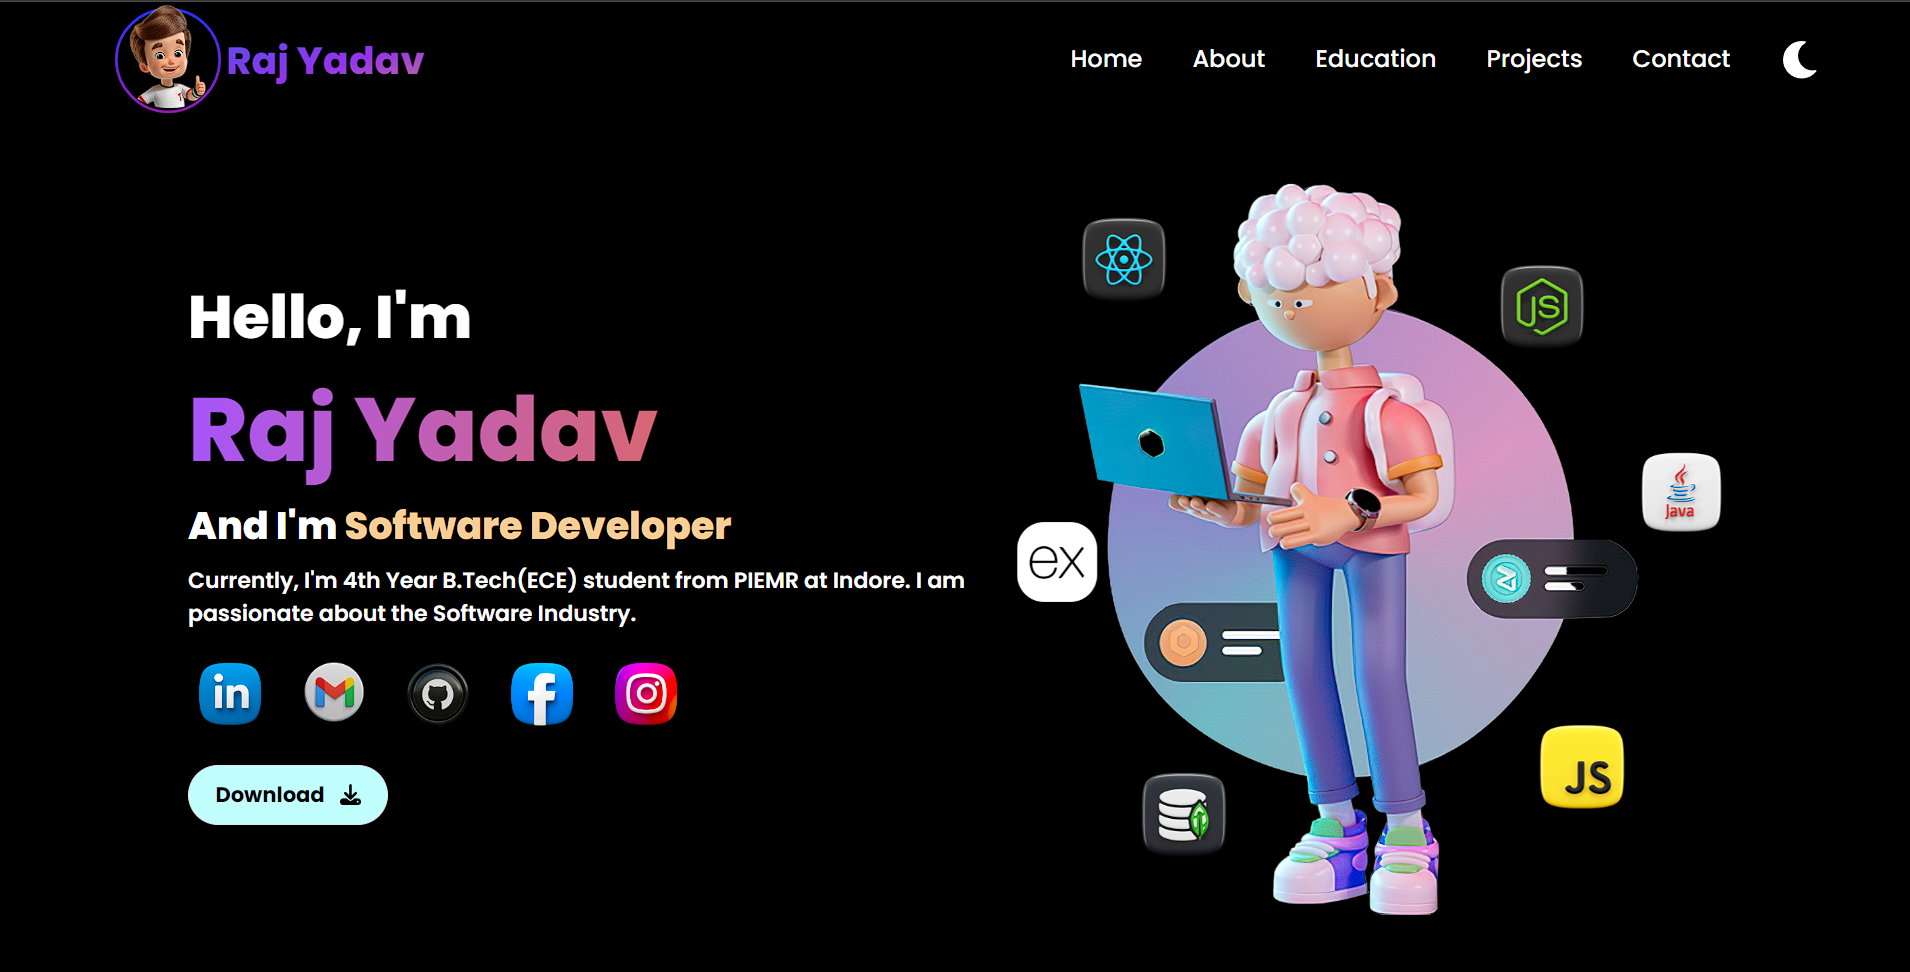 Raj Yadav
Home About Education Projects Contact
Hello, I'm
Raj Yadav
And I'm Software Developer
Currently, I'm 4th Year B.Tech(ECE) student from PIEMR at Indore. I am
passionate about the Software Industry.
in
Download
JS
Java
ex
JS